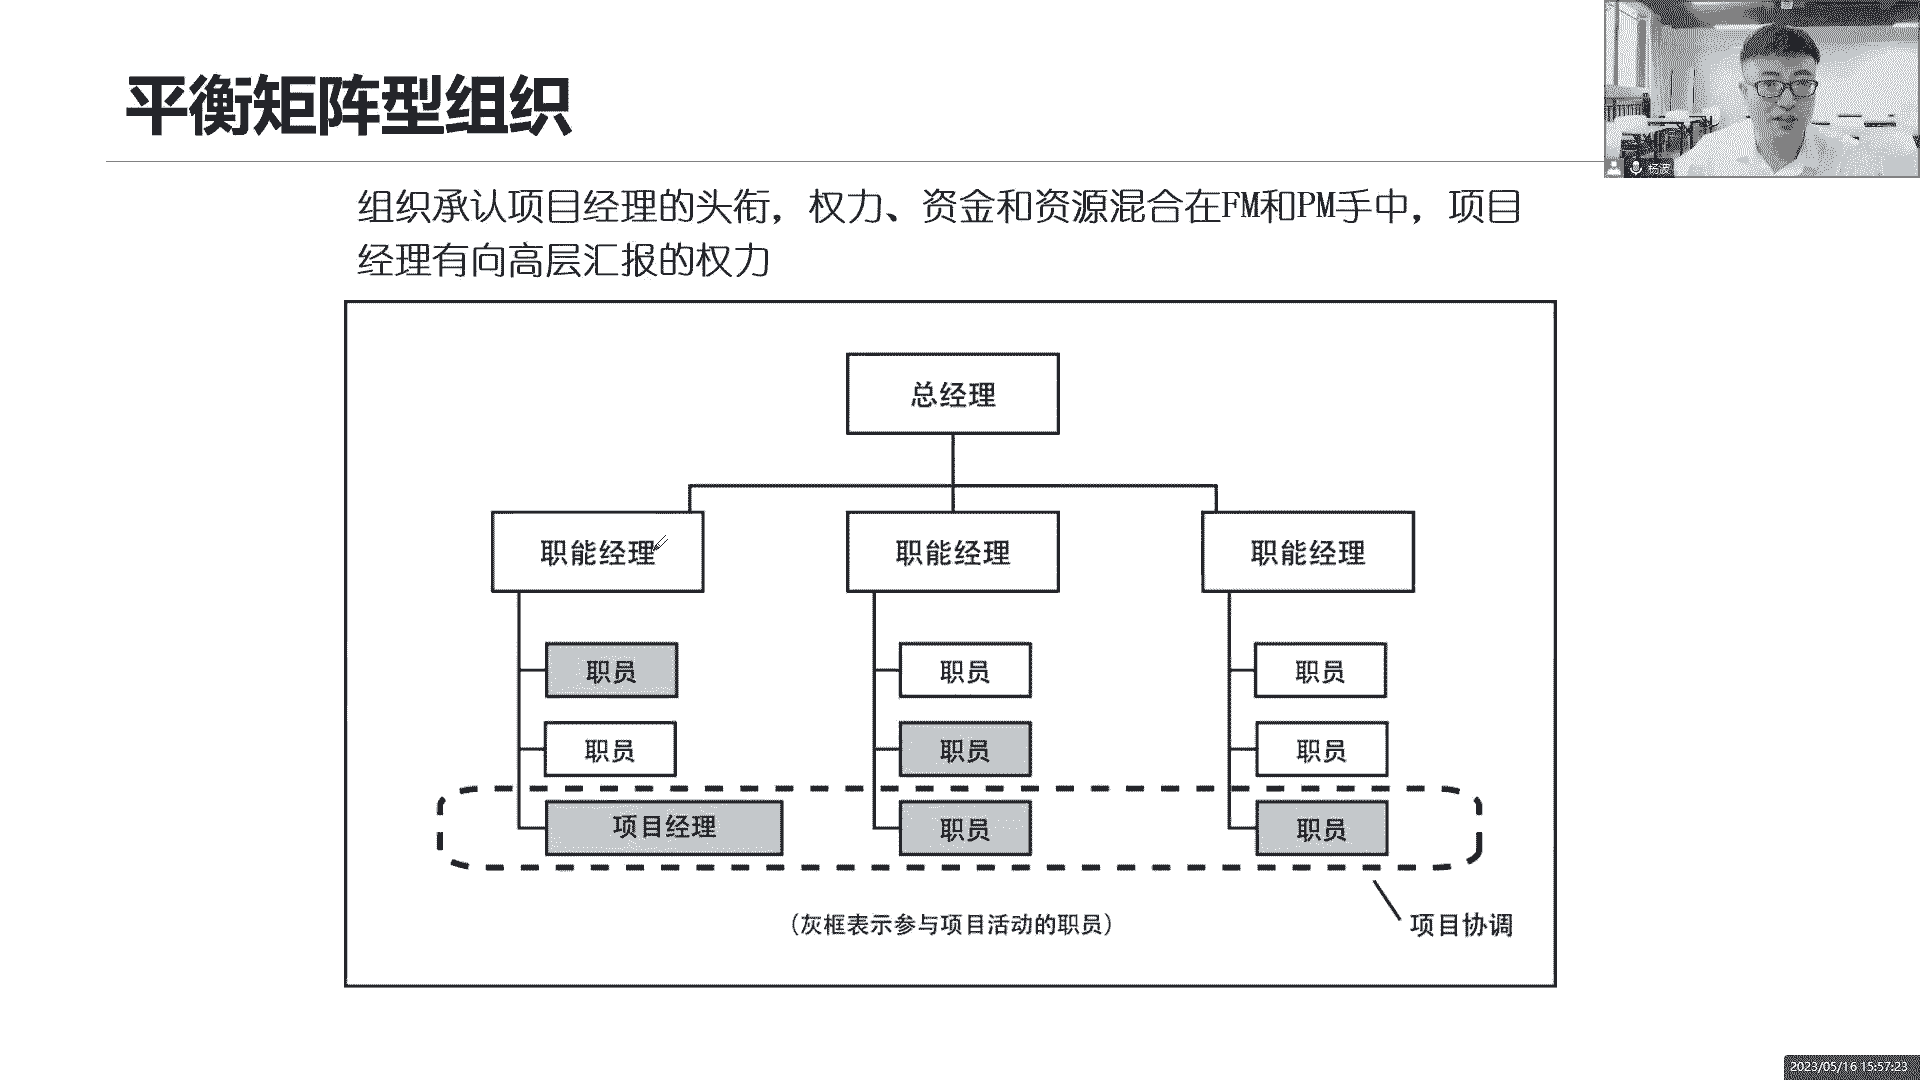 平衡矩阵型组织
杨波
组织承认项目经理的头衔，权力、资金和资源混合在FM和PM手中，项目
经理有向高层汇报的权力
总经理
职能经理
职能经理
职能经理
职员
职员
职员
职员
职员
职员
项目经理
职员
职员
（灰框表示参与项目活动的职员）
项目协调
2023/05/16 15:57:23